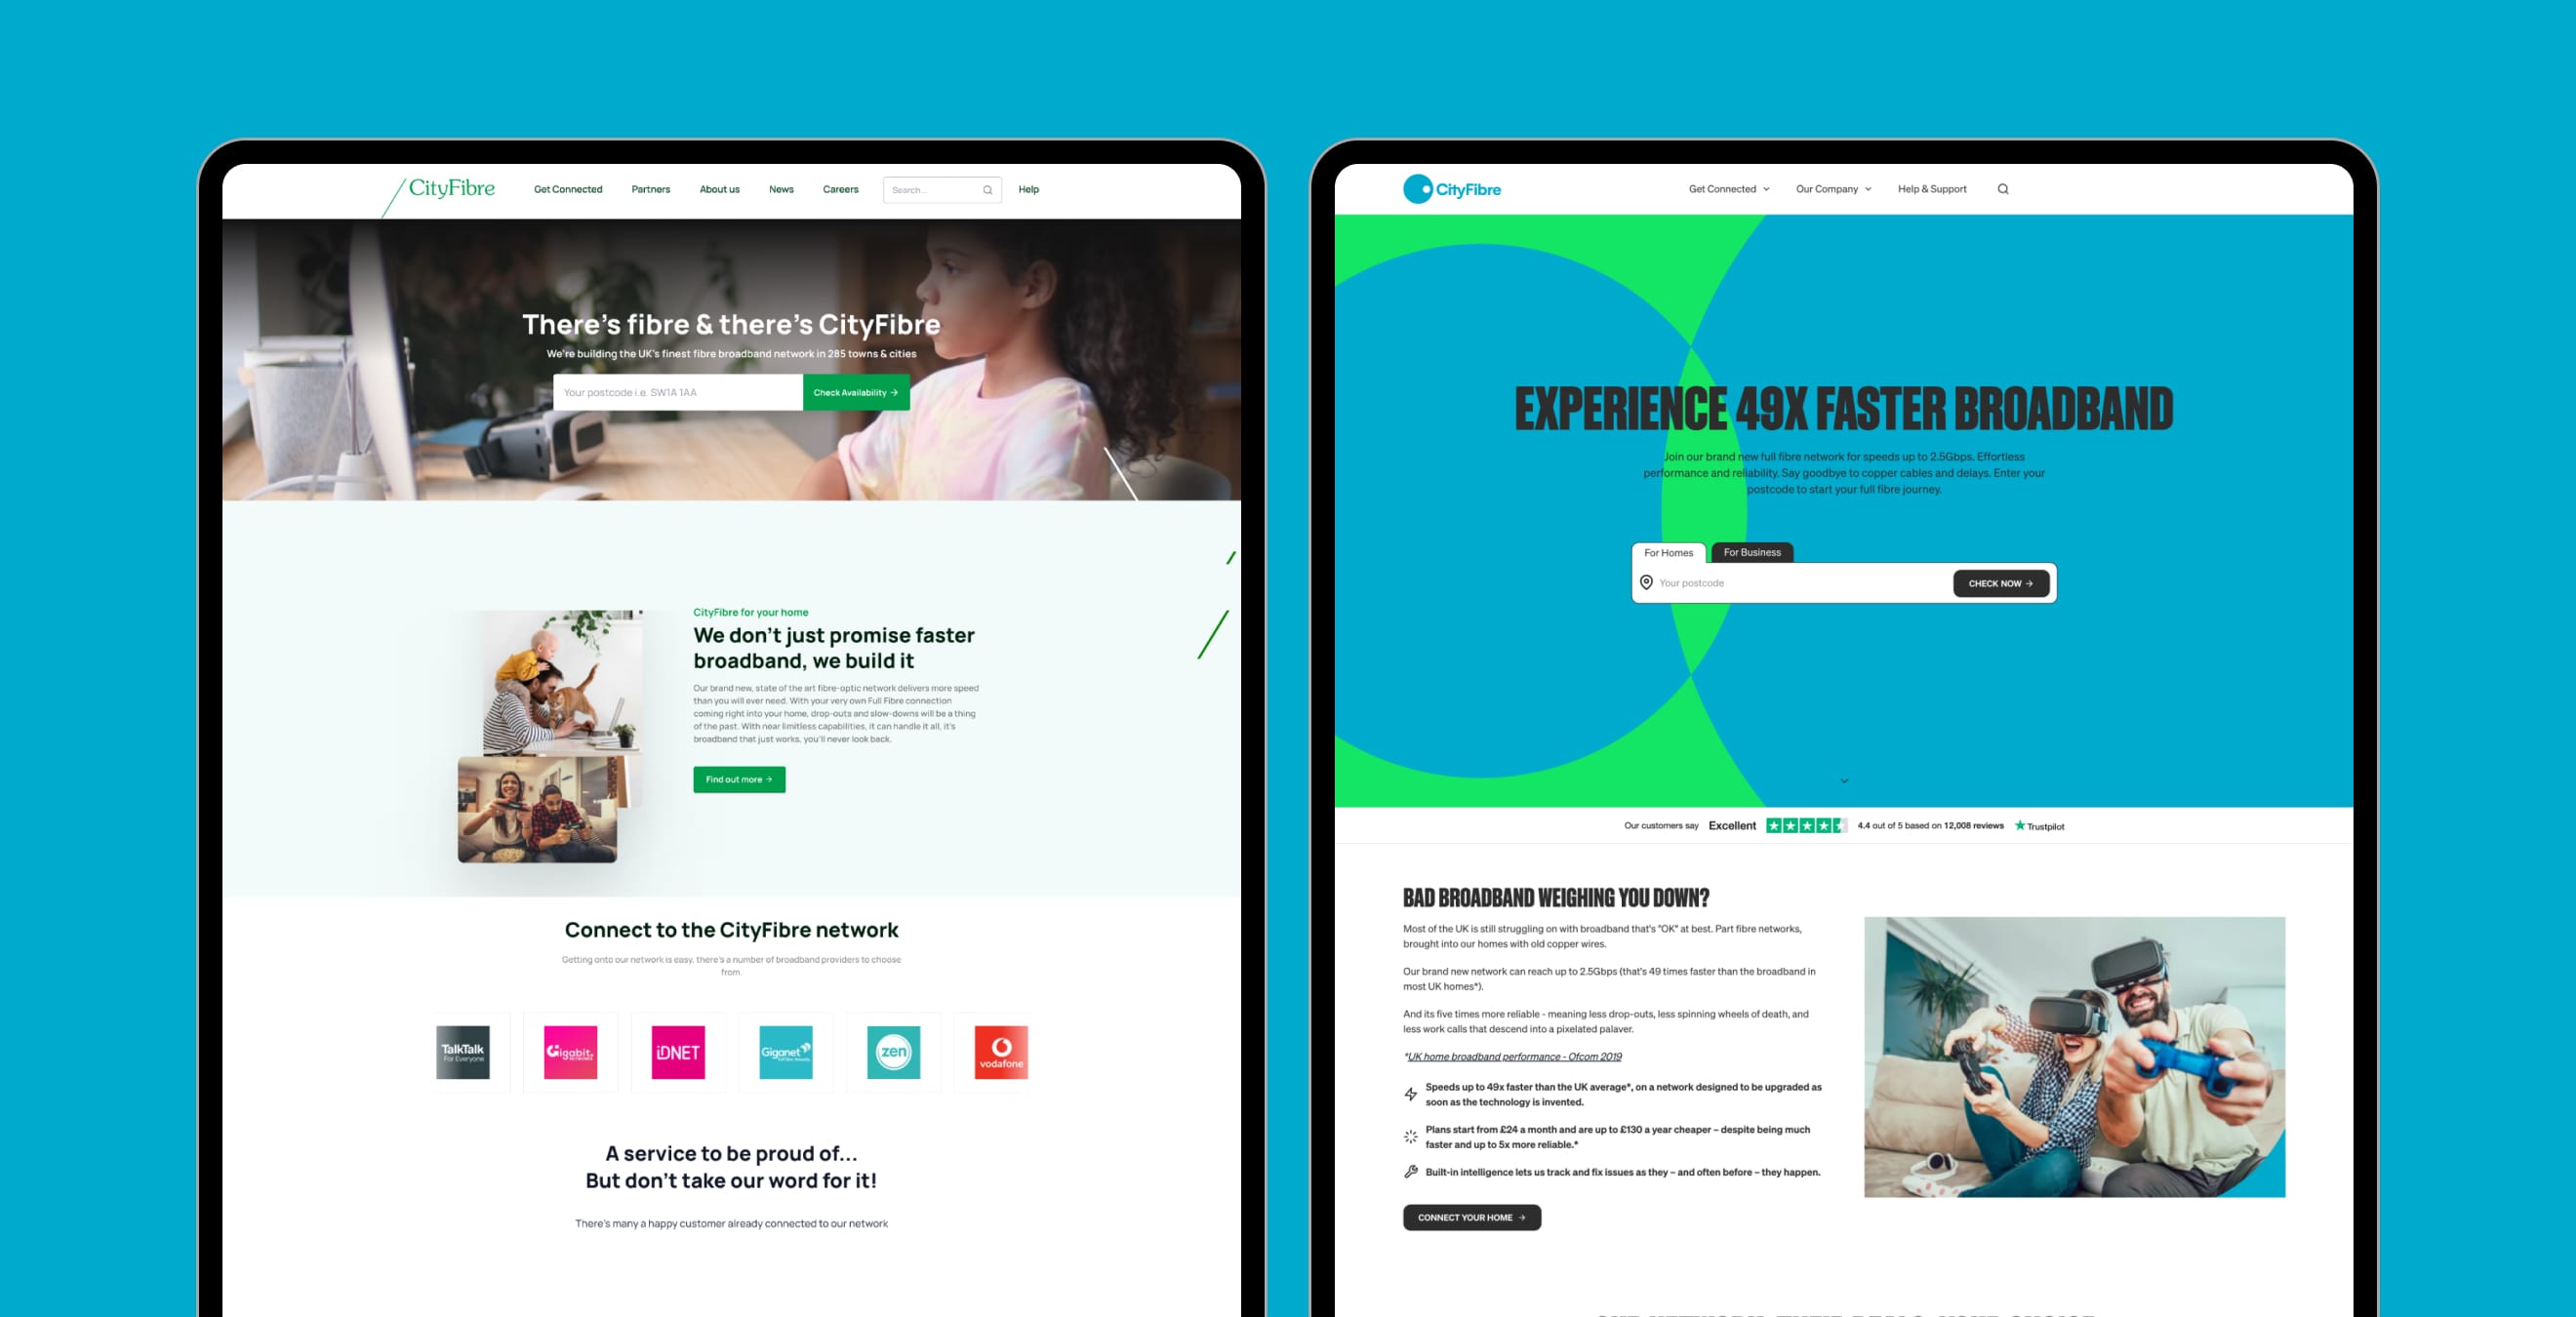 CityFibre
Get Connected
Partners
About us
News
Careers
Search...
Help
There's fibre & there's CityFibre
We're building the UK's finest fibre broadband network in 285 towns & cities
Your postcode i.e. SW1A 1AA
Check Availability →
CityFibre for your home
We don't just promise faster
broadband, we build it
Our brand new, state of the art fibre-optic network delivers more speed
than you will ever need. With your very own Full Fibre connection
coming right into your home, drop-outs and slow-downs will be a thing
of the past. With near limitless capabilities, it can handle it all, it's
broadband that just works, you'll never look back.
Find out more →
Connect to the CityFibre network
Getting onto our network is easy, there's a number of broadband providers to choose
from.
TalkTalk
For Everyone
Gigabit
iDNET
Giganet
zen
vodafone
A service to be proud of...
But don't take our word for it!
There's many a happy customer already connected to our network
CityFibre
Get Connected
Our Company
Help & Support
EXPERIENCE 49X FASTER BROADBAND
Join our brand new full fibre network for speeds up to 2.5Gbps. Effortless
performance and reliability. Say goodbye to copper cables and delays. Enter your
postcode to start your full fibre journey.
For Homes
For Business
Your postcode
CHECK NOW →
Our customers say Excellent 4.4 out of 5 based on 12,008 reviews Trustpilot
BAD BROADBAND WEIGHING YOU DOWN?
Most of the UK is still struggling on with broadband that's "OK" at best. Part fibre networks,
brought into our homes with old copper wires.
Our brand new network can reach up to 2.5Gbps (that's 49 times faster than the broadband in
most UK homes*).
And its five times more reliable - meaning less drop-outs, less spinning wheels of death, and
less work calls that descend into a pixelated palaver.
*UK home broadband performance - Ofcom 2019
Speeds up to 49x faster than the UK average*, on a network designed to be upgraded as
soon as the technology is invented.
Plans start from £24 a month and are up to £130 a year cheaper – despite being much
faster and up to 5x more reliable.*
Built-in intelligence lets us track and fix issues as they – and often before – they happen.
CONNECT YOUR HOME →